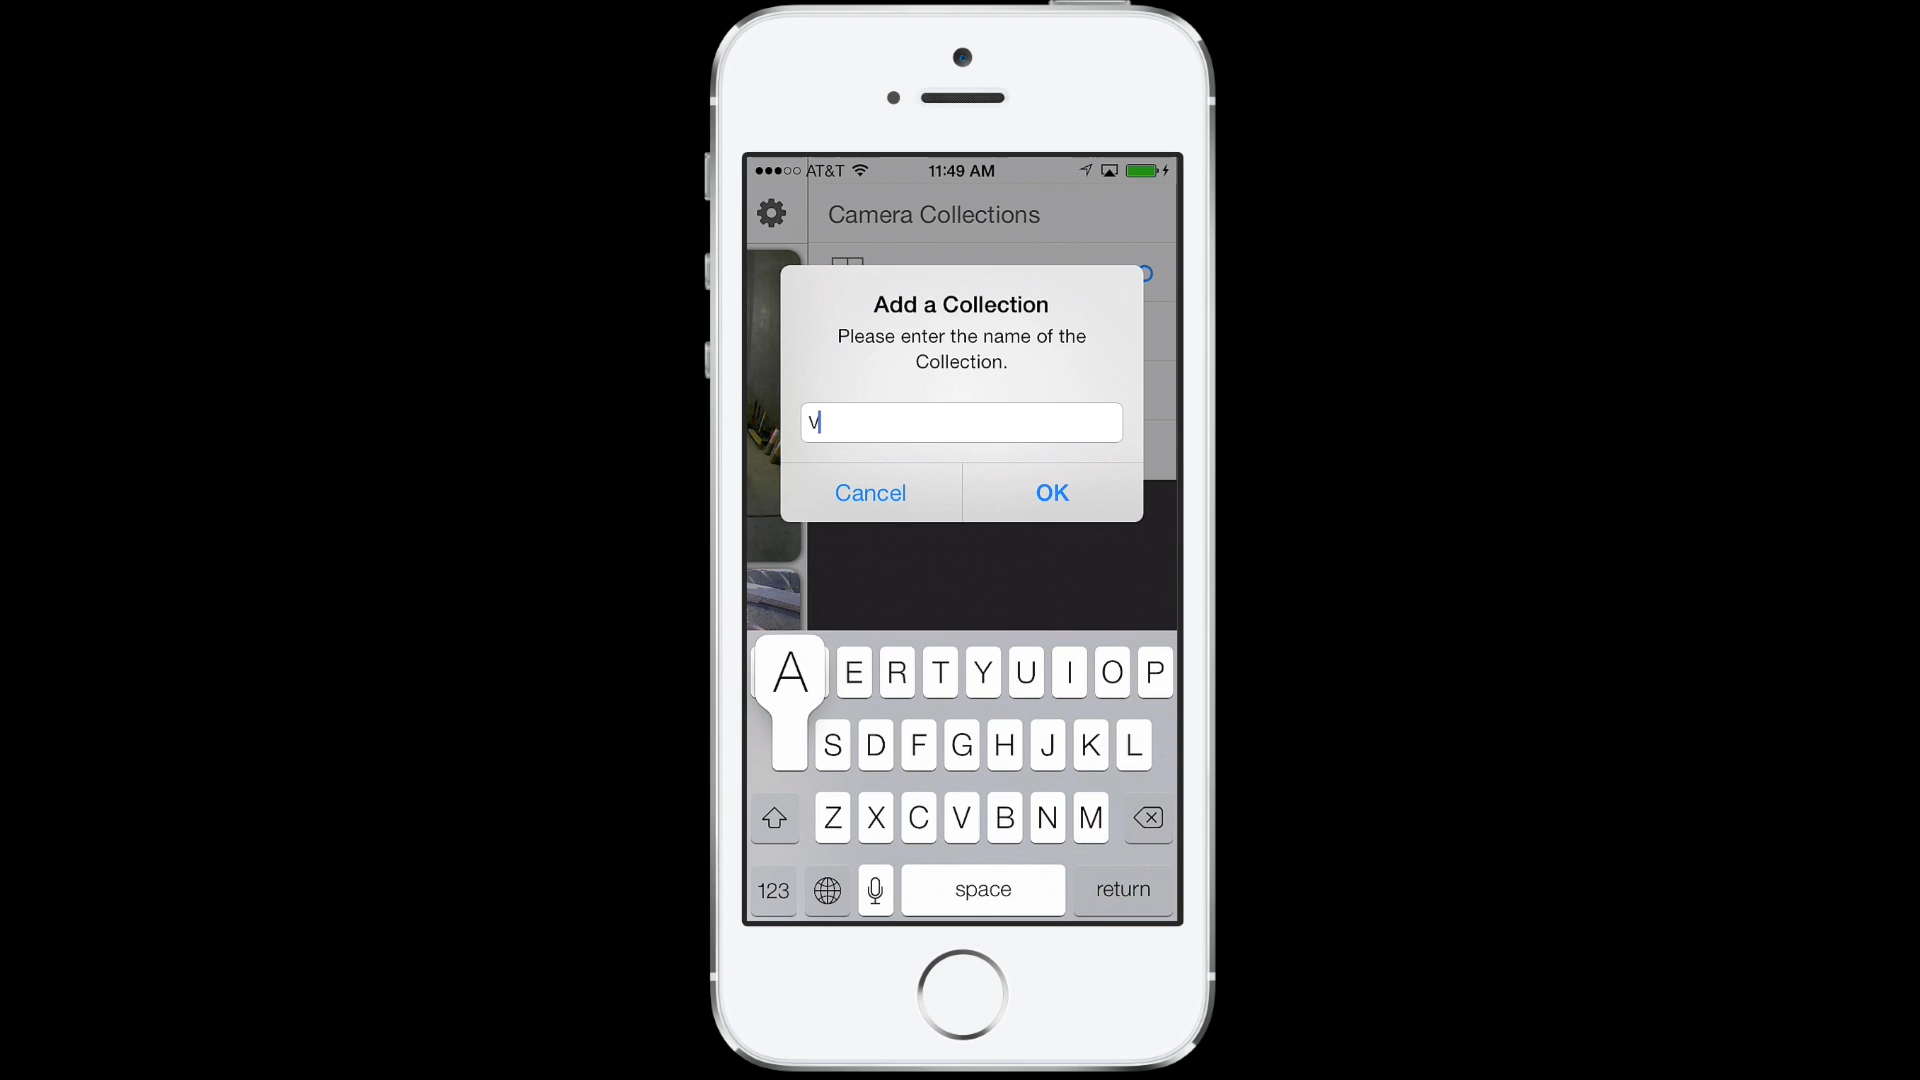 AT&T 11:49 AM
Camera Collections
Add a Collection
Please enter the name of the
Collection.
V
Cancel OK
A E R T Y U I O P
S D F G H J K L
Z X C V B N M
123 space return